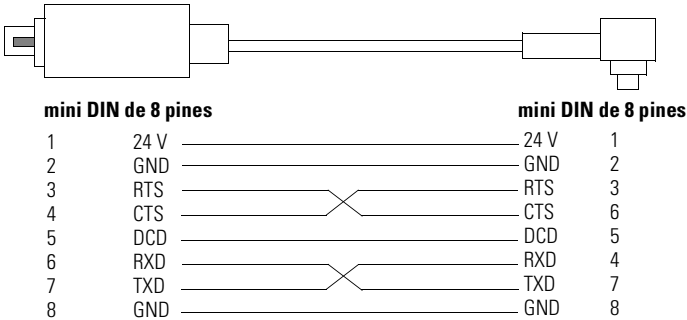 mini DIN de 8 pines mini DIN de 8 pines
1 24 V 24 V 1
2 GND GND 2
3 RTS RTS 3
4 CTS CTS 6
5 DCD DCD 5
6 RXD RXD 4
7 TXD TXD 7
8 GND GND 8